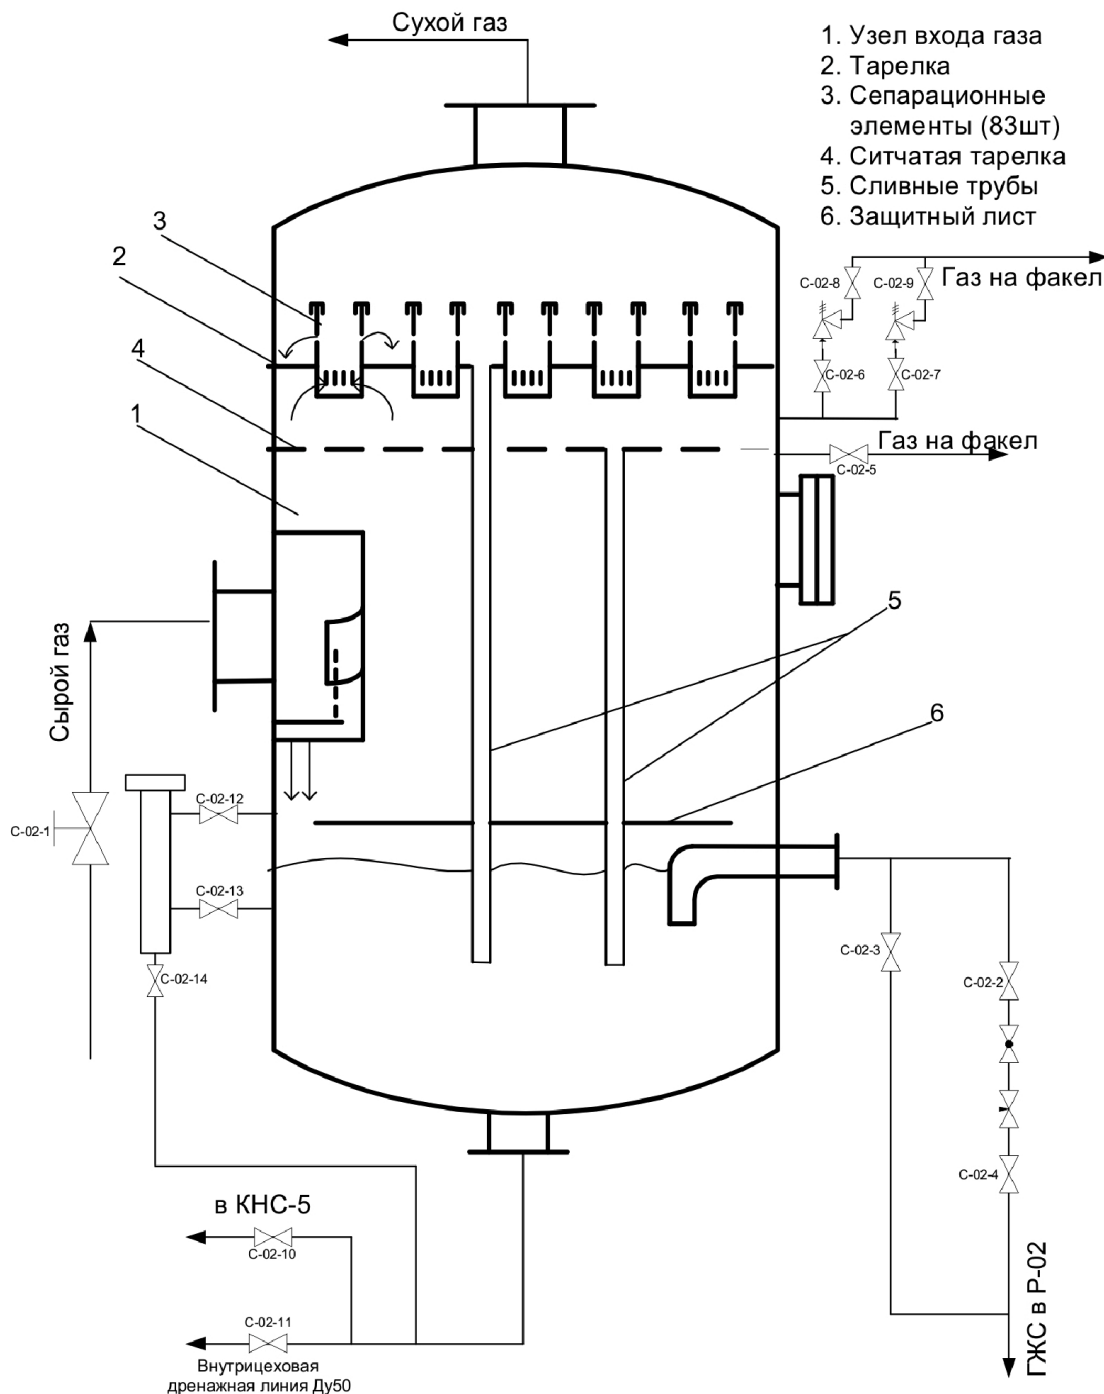 Сухой газ
1. Узел входа газа
2. Тарелка
3. Сепарационные
элементы (83шт)
4. Ситчатая тарелка
5. Сливные трубы
6. Защитный лист
3
2
4
1
С-02-8
С-02-9
Газ на факел
С-02-6
С-02-7
Газ на факел
С-02-5
5
6
Сырой газ
С-02-1
С-02-12
С-02-13
С-02-14
С-02-3
С-02-2
С-02-4
в КНС-5
С-02-10
С-02-11
Внутрицеховая
дренажная линия Ду50
ГЖС в Р-02